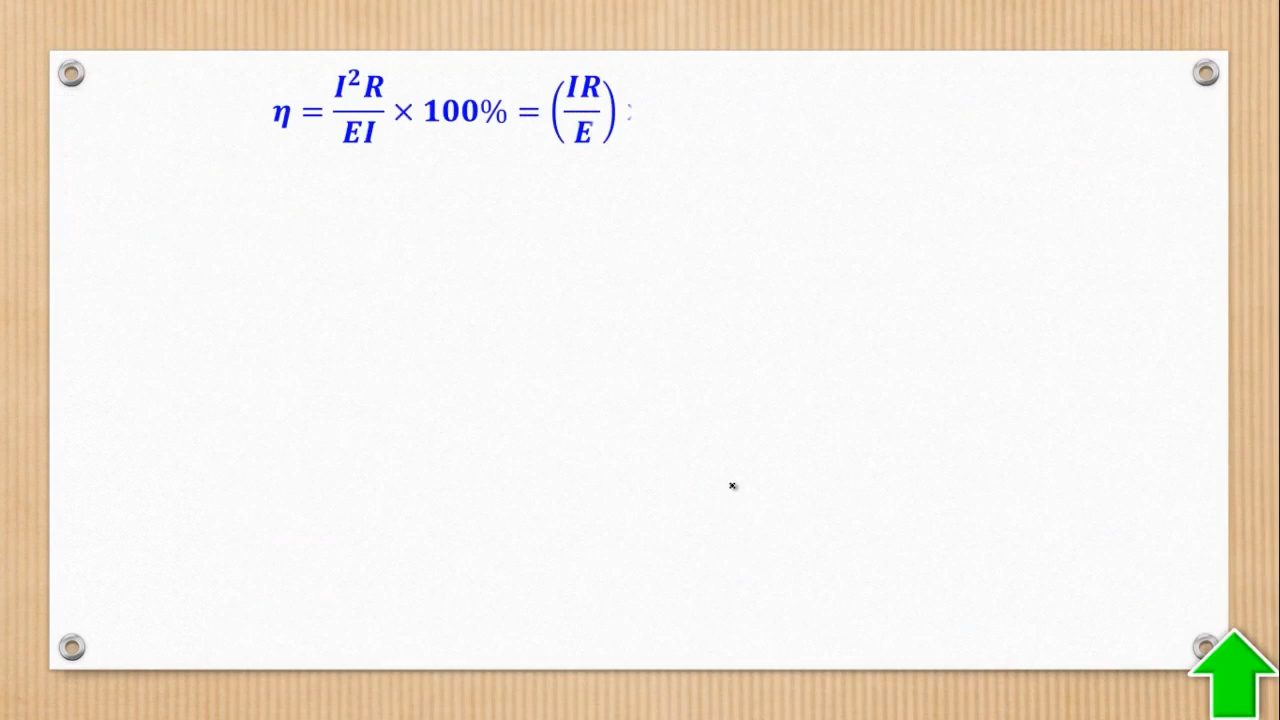 η = I²R/EI × 100% = (IR/E)